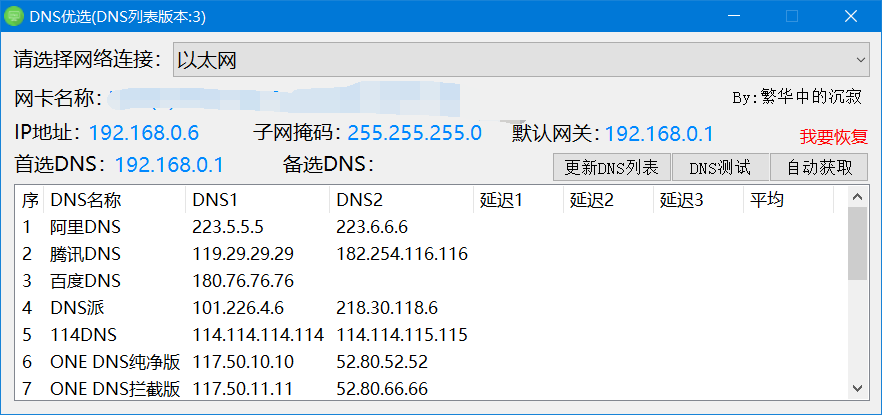 DNS优选(DNS列表版本:3)
请选择网络连接： 以太网
网卡名称： By:繁华中的沉寂
IP地址： 192.168.0.6 子网掩码： 255.255.255.0 默认网关： 192.168.0.1 我要恢复
首选DNS： 192.168.0.1 备选DNS： 更新DNS列表 DNS测试 自动获取
序 DNS名称 DNS1 DNS2 延迟1 延迟2 延迟3 平均
1 阿里DNS 223.5.5.5 223.6.6.6
2 腾讯DNS 119.29.29.29 182.254.116.116
3 百度DNS 180.76.76.76
4 DNS派 101.226.4.6 218.30.118.6
5 114DNS 114.114.114.114 114.114.115.115
6 ONE DNS纯净版 117.50.10.10 52.80.52.52
7 ONE DNS拦截版 117.50.11.11 52.80.66.66